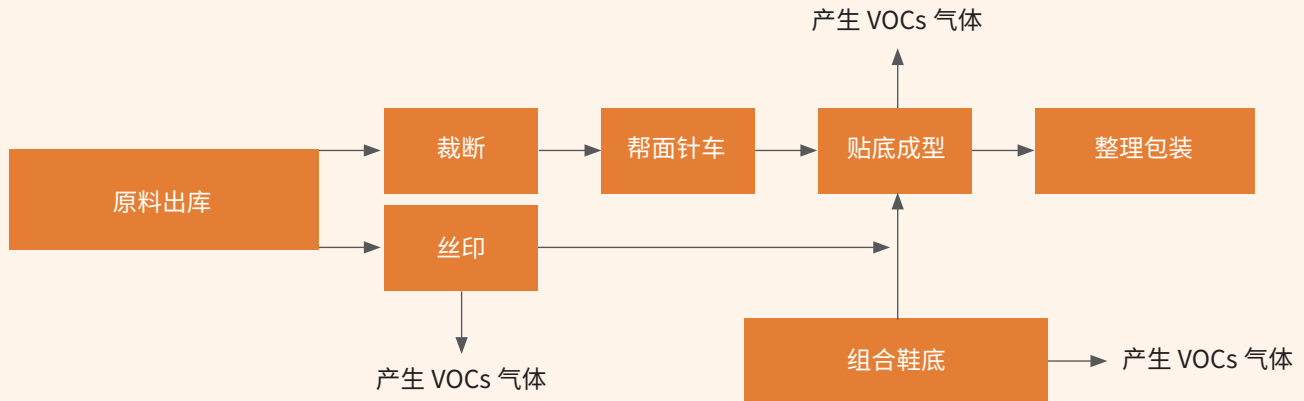 产生 VOCs 气体
裁断
帮面针车
贴底成型
整理包装
原料出库
丝印
组合鞋底
产生 VOCs 气体
产生 VOCs 气体